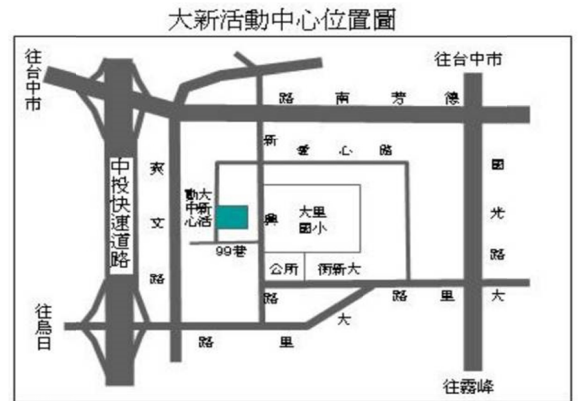 大新活動中心位置圖
往台中市
往台中市
路南芳德
新興路
愛心路
國光路
中投快速道路
爽文路
大新活動中心
大里國小
99巷
公所
街新大
大里路
大里路
往烏日
往霧峰